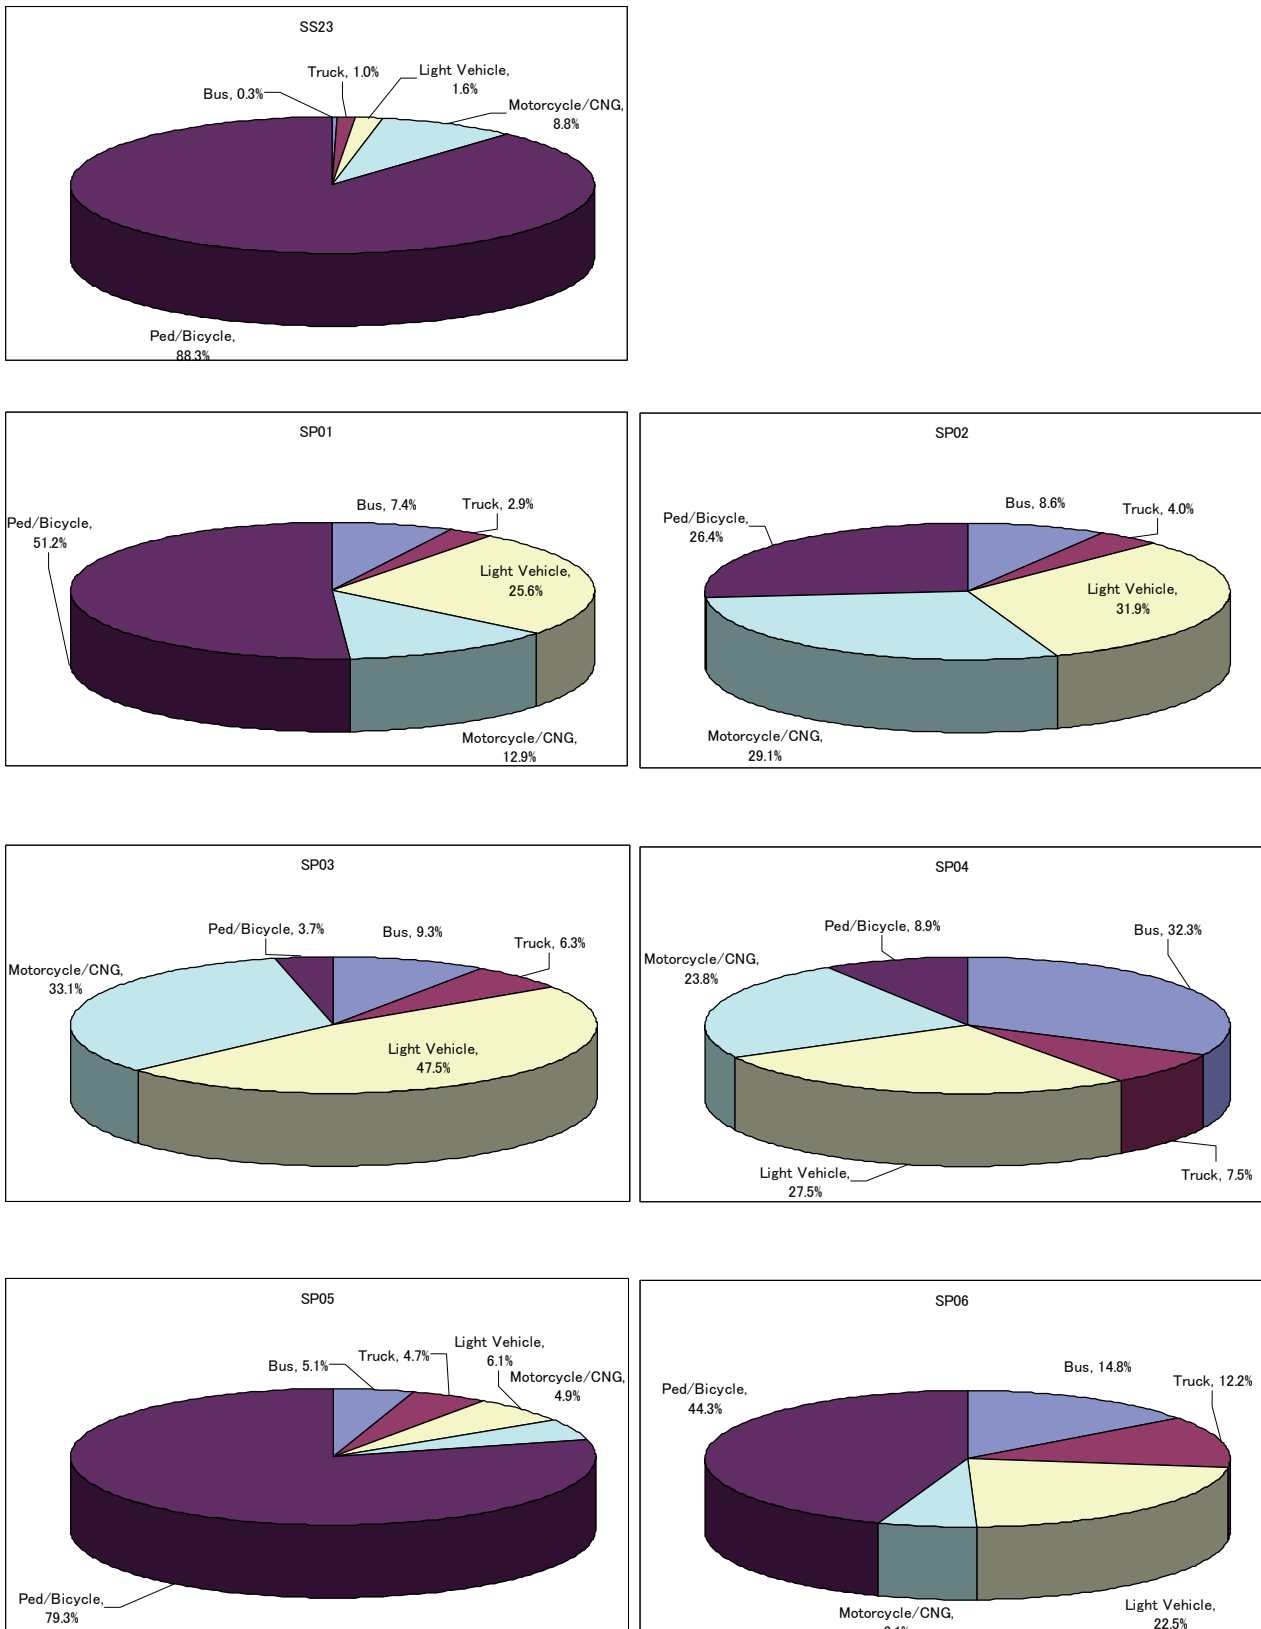 SS23
Bus, 0.3%
Truck, 1.0%
Light Vehicle,
1.6%
Motorcycle/CNG,
8.8%
Ped/Bicycle,
88.3%
SP01
Bus, 7.4%
Truck, 2.9%
Light Vehicle,
25.6%
Motorcycle/CNG,
12.9%
Ped/Bicycle,
51.2%
SP02
Bus, 8.6%
Truck, 4.0%
Light Vehicle,
31.9%
Motorcycle/CNG,
29.1%
Ped/Bicycle,
26.4%
SP03
Bus, 9.3%
Truck, 6.3%
Light Vehicle,
47.5%
Motorcycle/CNG,
33.1%
Ped/Bicycle, 3.7%
SP04
Bus, 32.3%
Truck, 7.5%
Light Vehicle,
27.5%
Motorcycle/CNG,
23.8%
Ped/Bicycle, 8.9%
SP05
Bus, 5.1%
Truck, 4.7%
Light Vehicle,
6.1%
Motorcycle/CNG,
4.9%
Ped/Bicycle,
79.3%
SP06
Bus, 14.8%
Truck, 12.2%
Light Vehicle,
22.5%
Motorcycle/CNG,
Ped/Bicycle,
44.3%